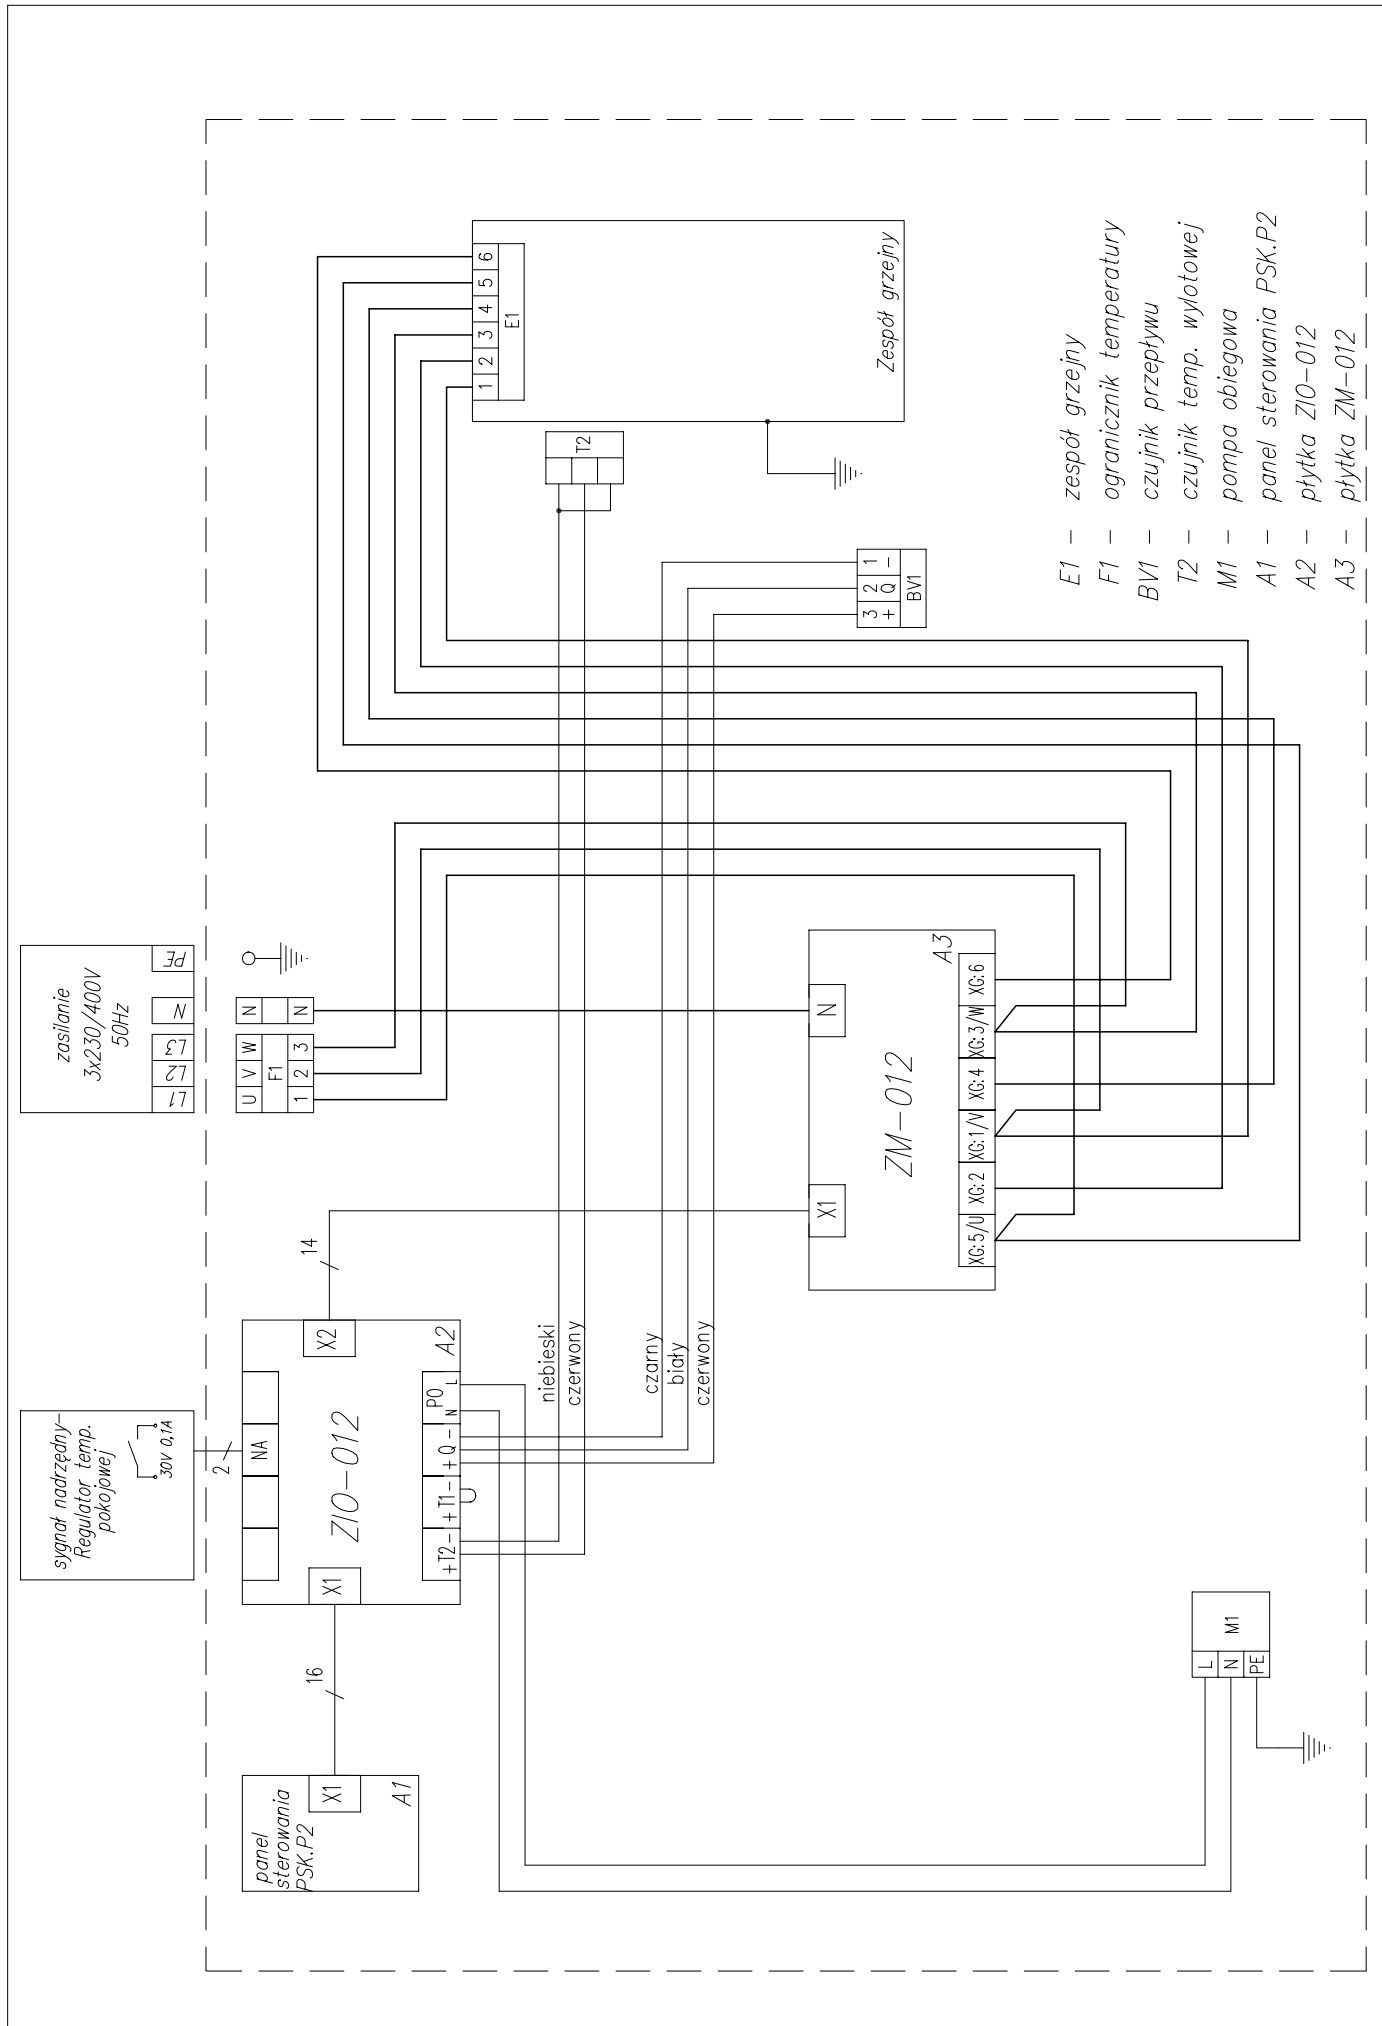 sygnał nadrzędny-
Regulator temp.
pokojowej
30V 0,1A
2
zasilanie
3x230/400V
50Hz
L1 L2 L3 N PE
U V W N
F1
1 2 3 N
panel
sterowania
PSK.P2
X1
A1
16
X1
NA
X2
ZIO-012
A2
+T2- +T1- +Q- PO
N L
14
niebieski
czerwony
czarny
biały
czerwony
X1
N
ZM-012
A3
XG:5/U XG:2 XG:1/V XG:4 XG:3/W XG:6
1 2 3 4 5 6
E1
Zespół grzejny
T2
3 2 1
+ Q -
BV1
L
N
PE
M1
E1 - zespół grzejny
F1 - ogranicznik temperatury
BV1 - czujnik przepływu
T2 - czujnik temp. wylotowej
M1 - pompa obiegowa
A1 - panel sterowania PSK.P2
A2 - płytka ZIO-012
A3 - płytka ZM-012